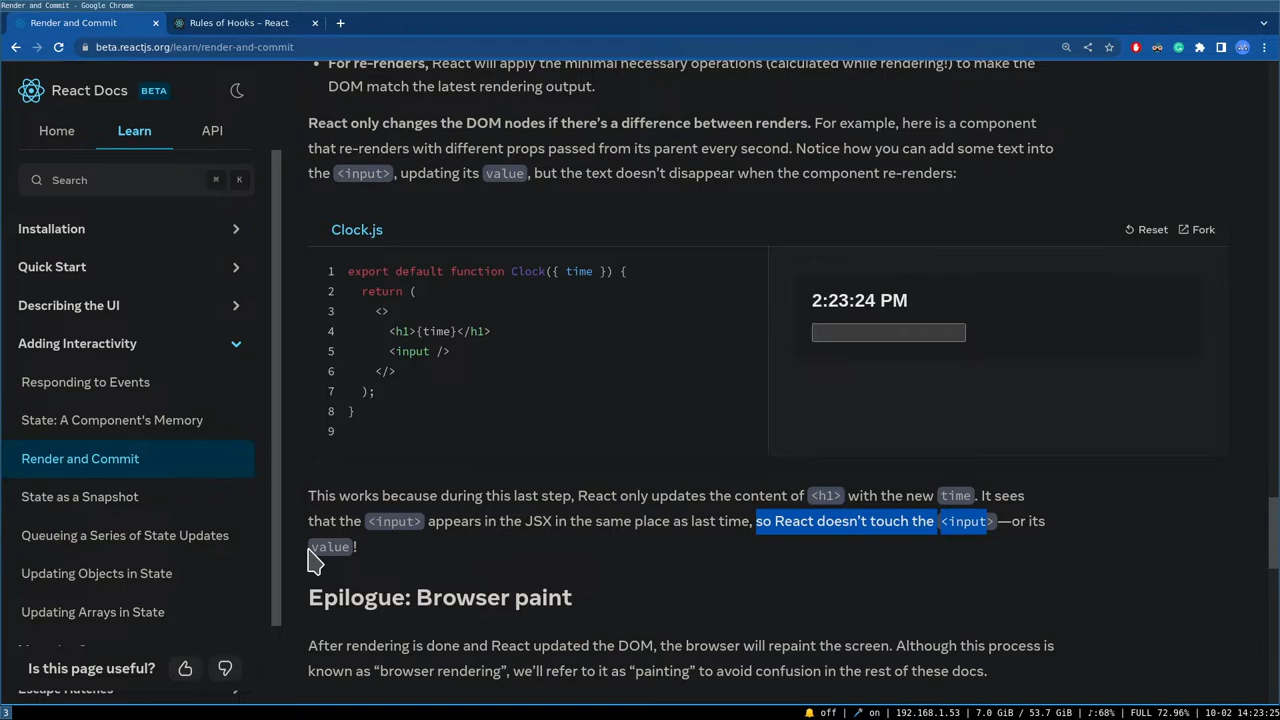 Render and Commit - Google Chrome
Render and Commit
Rules of Hooks – React
beta.reactjs.org/learn/render-and-commit
React Docs BETA
Home Learn API
Search ⌘ K
Installation
Quick Start
Describing the UI
Adding Interactivity
Responding to Events
State: A Component's Memory
Render and Commit
State as a Snapshot
Queueing a Series of State Updates
Updating Objects in State
Updating Arrays in State
Is this page useful?
Escape Hatches
• For re-renders, React will apply the minimal necessary operations (calculated while rendering!) to make the
DOM match the latest rendering output.
React only changes the DOM nodes if there’s a difference between renders. For example, here is a component
that re-renders with different props passed from its parent every second. Notice how you can add some text into
the <input>, updating its value, but the text doesn’t disappear when the component re-renders:
Clock.js
Reset Fork
1 export default function Clock({ time }) {
2 return (
3 <>
4 <h1>{time}</h1>
5 <input />
6 </>
7 );
8 }
9
2:23:24 PM
This works because during this last step, React only updates the content of <h1> with the new time. It sees
that the <input> appears in the JSX in the same place as last time, so React doesn’t touch the <input>—or its
value!
Epilogue: Browser paint
After rendering is done and React updated the DOM, the browser will repaint the screen. Although this process is
known as “browser rendering”, we’ll refer to it as “painting” to avoid confusion in the rest of these docs.
3
off | on | 192.168.1.53 | 7.0 GiB / 53.7 GiB | ♪:68% | FULL 72.96% | 10-02 14:23:25